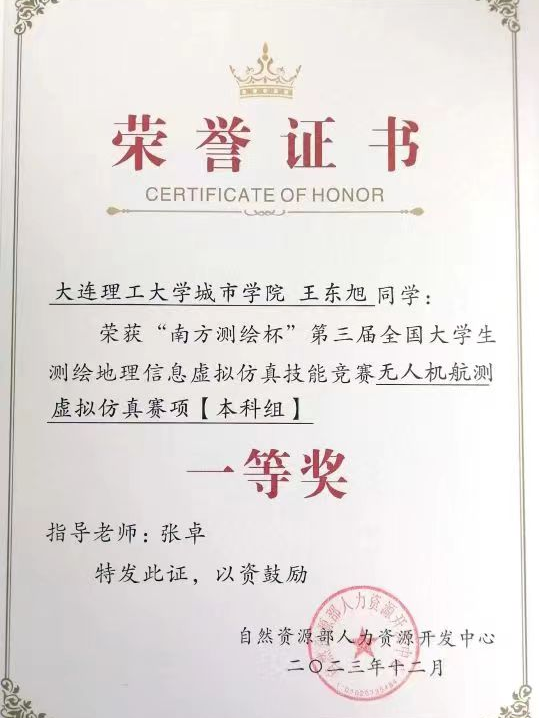 荣誉证书
CERTIFICATE OF HONOR
大连理工大学城市学院 王东旭同学：
荣获“南方测绘杯”第三届全国大学生
测绘地理信息虚拟仿真技能竞赛无人机航测
虚拟仿真赛项【本科组】
一等奖
指导老师：张卓
特发此证，以资鼓励
自然资源部人力资源开发中心
二〇二三年十二月